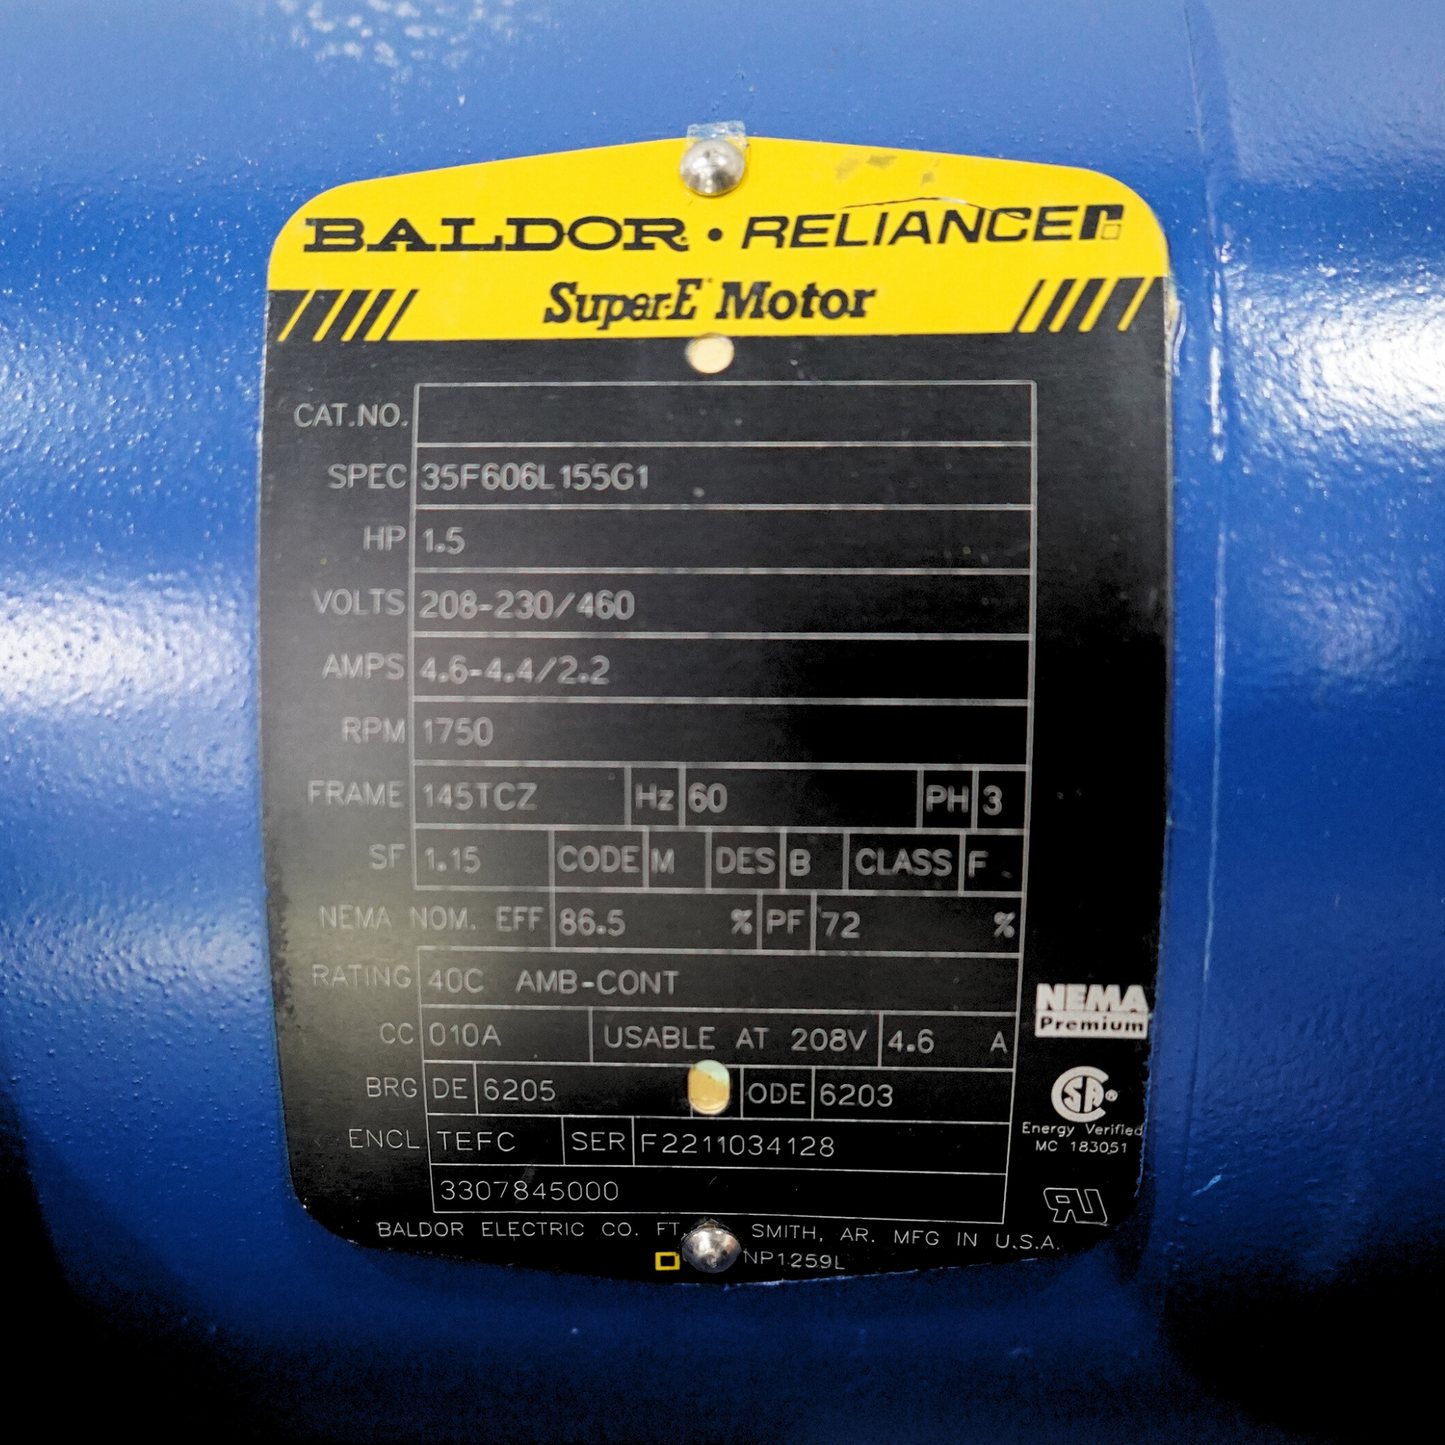 BALDOR • RELIANCE
Super-E Motor
CAT.NO.
SPEC 35F606L155G1
HP 1.5
VOLTS 208-230/460
AMPS 4.6-4.4/2.2
RPM 1750
FRAME 145TCZ Hz 60 PH 3
SF 1.15 CODE M DES B CLASS F
NEMA NOM. EFF 86.5 % PF 72 %
RATING 40C AMB-CONT
CC 010A USABLE AT 208V 4.6 A
BRG DE 6205 ODE 6203
ENCL TEFC SER F2211034128
3307845000
NEMA
Premium
SA®
Energy Verified
MC 183051
BALDOR ELECTRIC CO. FT. SMITH, AR. MFG IN U.S.A.
NP1259L